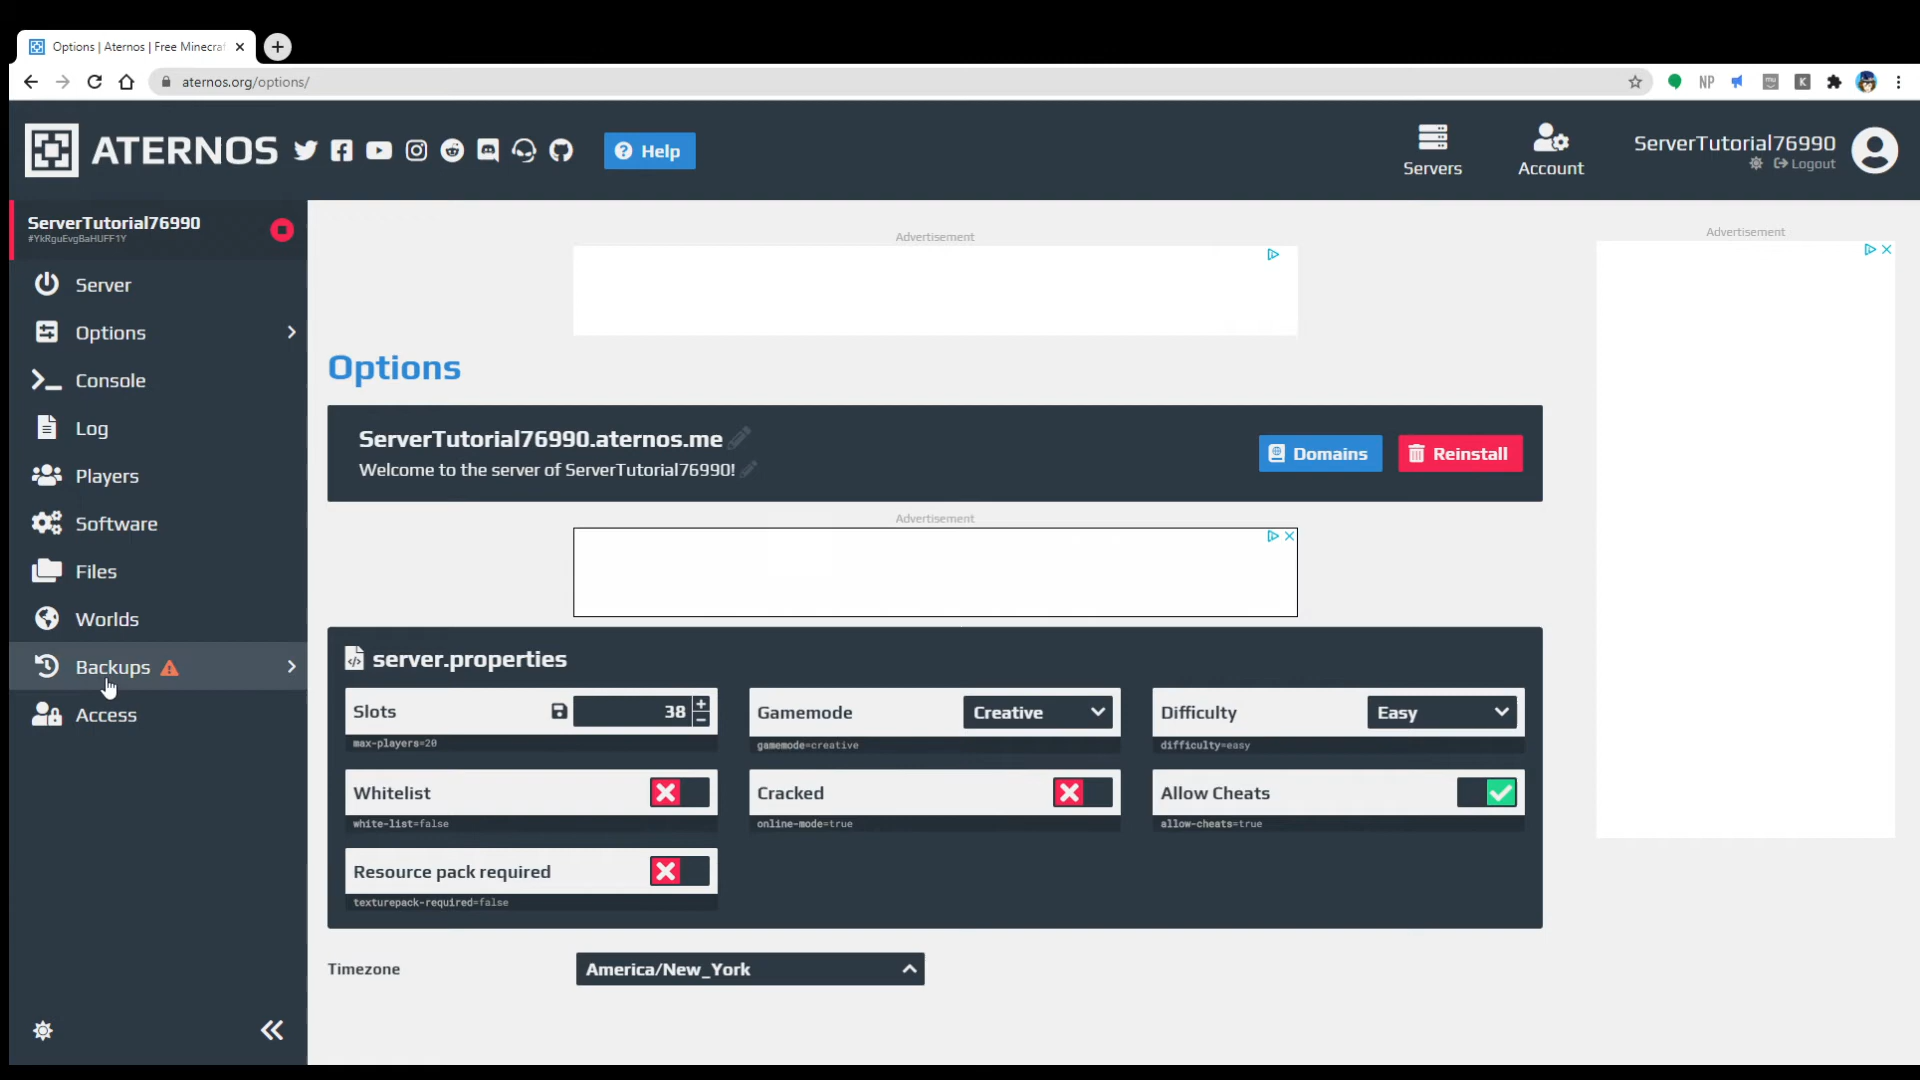 Options | Aternos | Free Minecra
aternos.org/options/
NP
ATERNOS
Help
Servers
Account
ServerTutorial76990
Logout
ServerTutorial76990
#YkRguEvgBaHUFF1Y
Server
Options
Console
Log
Players
Software
Files
Worlds
Backups
Access
Advertisement
Advertisement
Options
ServerTutorial76990.aternos.me
Welcome to the server of ServerTutorial76990!
Domains
Reinstall
Advertisement
server.properties
Slots
38
max-players=20
Gamemode
Creative
gamemode=creative
Difficulty
Easy
difficulty=easy
Whitelist
white-list=false
Cracked
online-mode=true
Allow Cheats
allow-cheats=true
Resource pack required
texturepack-required=false
Timezone
America/New_York